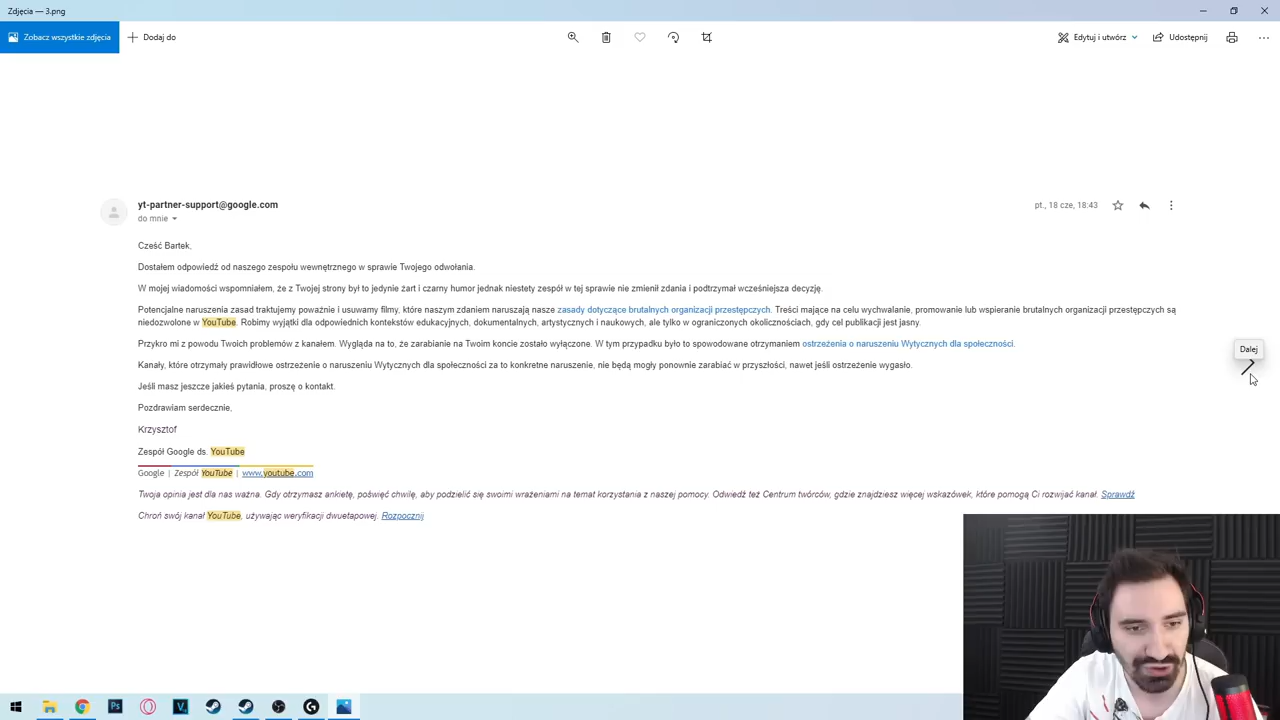 Zdjęcia — 3.png
Zobacz wszystkie zdjęcia
Dodaj do
Edytuj i utwórz
Udostępnij
yt-partner-support@google.com
pt., 18 cze, 18:43
do mnie
Cześć Bartek,
Dostałem odpowiedź od naszego zespołu wewnętrznego w sprawie Twojego odwołania.
W mojej wiadomości wspomniałem, że z Twojej strony był to jedynie żart i czarny humor jednak niestety zespół w tej sprawie nie zmienił zdania i podtrzymał wcześniejsza decyzję.
Potencjalne naruszenia zasad traktujemy poważnie i usuwamy filmy, które naszym zdaniem naruszają nasze zasady dotyczące brutalnych organizacji przestępczych. Treści mające na celu wychwalanie, promowanie lub wspieranie brutalnych organizacji przestępczych są
niedozwolone w YouTube. Robimy wyjątki dla odpowiednich kontekstów edukacyjnych, dokumentalnych, artystycznych i naukowych, ale tylko w ograniczonych okolicznościach, gdy cel publikacji jest jasny.
Przykro mi z powodu Twoich problemów z kanałem. Wygląda na to, że zarabianie na Twoim koncie zostało wyłączone. W tym przypadku było to spowodowane otrzymaniem ostrzeżenia o naruszeniu Wytycznych dla społeczności.
Dalej
Kanały, które otrzymały prawidłowe ostrzeżenie o naruszeniu Wytycznych dla społeczności za to konkretne naruszenie, nie będą mogły ponownie zarabiać w przyszłości, nawet jeśli ostrzeżenie wygasło.
Jeśli masz jeszcze jakieś pytania, proszę o kontakt.
Pozdrawiam serdecznie,
Krzysztof
Zespół Google ds. YouTube
Google | Zespół YouTube | www.youtube.com
Twoja opinia jest dla nas ważna. Gdy otrzymasz ankietę, poświęć chwilę, aby podzielić się swoimi wrażeniami na temat korzystania z naszej pomocy. Odwiedź też Centrum twórców, gdzie znajdziesz więcej wskazówek, które pomogą Ci rozwijać kanał. Sprawdź
Chroń swój kanał YouTube, używając weryfikacji dwuetapowej. Rozpocznij